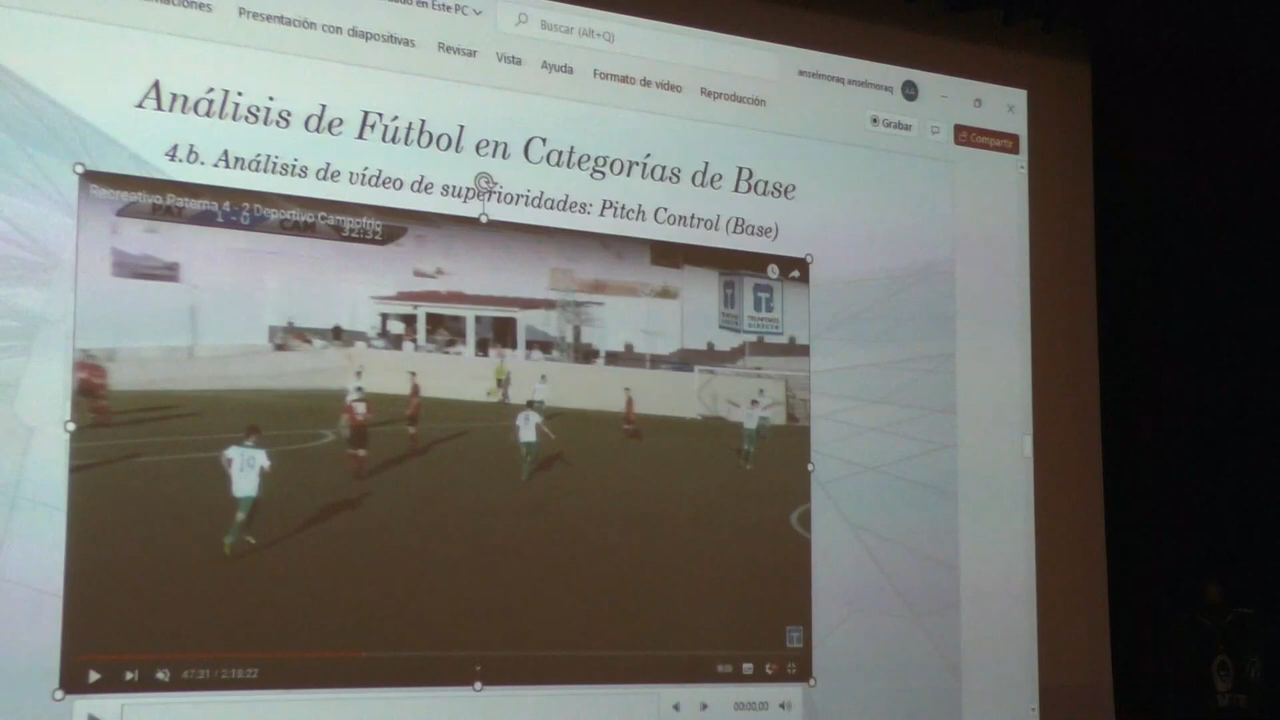 Buscar (Alt+Q)
Presentación con diapositivas Revisar Vista Ayuda Formato de vídeo Reproducción
anselmoraq anselmoraq
Grabar
Compartir
Análisis de Fútbol en Categorías de Base
4.b. Análisis de vídeo de superioridades: Pitch Control (Base)
Recreativo Paterna 4 - 2 Deportivo Campofrío
PAT 1 - 0 CAM
32:32
19
47:31 / 2:18:22
00:00,00